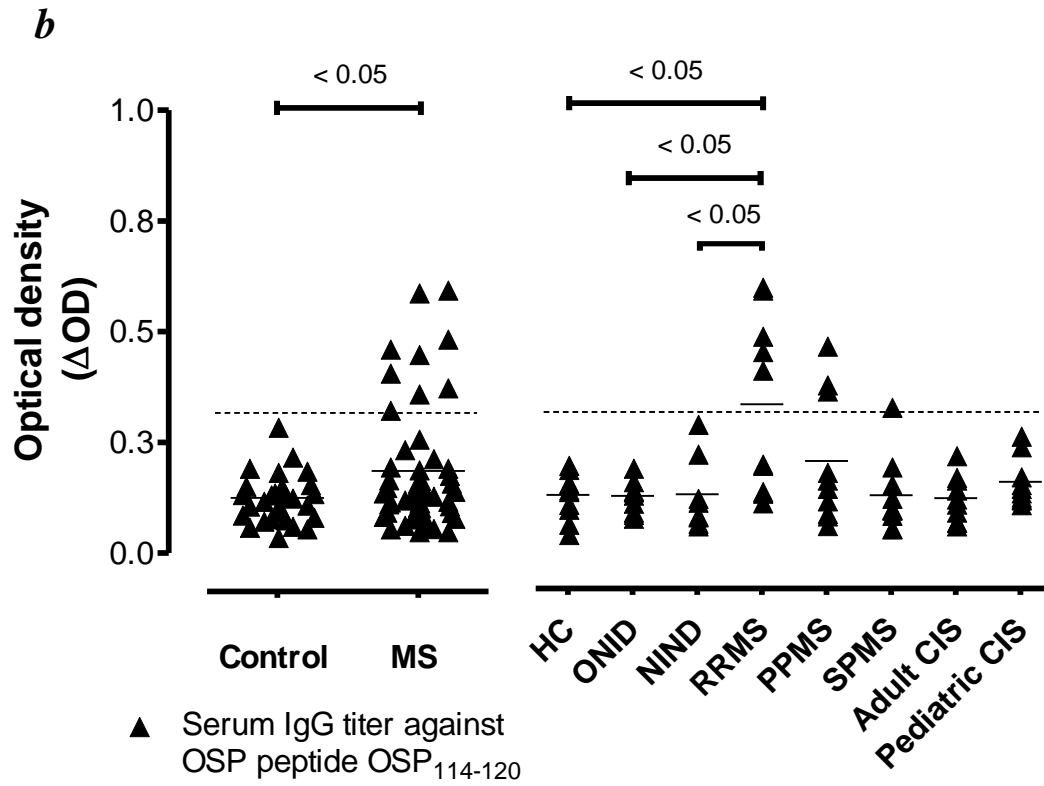 b
< 0.05
< 0.05
< 0.05
< 0.05
1.0
0.8
0.5
0.3
0.0
Optical density
(ΔOD)
Control
MS
HC
ONID
NIND
RRMS
PPMS
SPMS
Adult CIS
Pediatric CIS
▲ Serum IgG titer against
OSP peptide OSP114-120